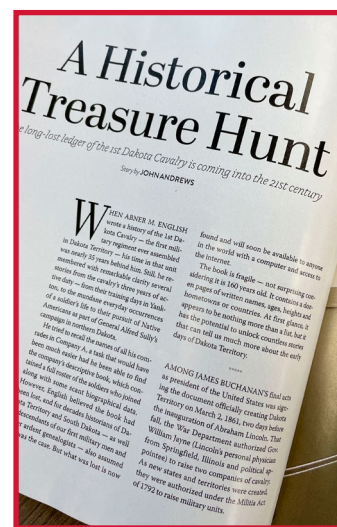 A Historical
Treasure Hunt
e long-lost ledger of the 1st Dakota Cavalry is coming into the 21st century
Story by JOHN ANDREWS
WHEN ABNER M. ENGLISH
wrote a history of the 1st Da-
kota Cavalry — the first mili-
tary regiment ever assembled
in Dakota Territory — his time in that unit
was nearly 35 years behind him. Still, he re-
membered with remarkable clarity several
stories from the cavalry's three years of ac-
tive duty — from their training days in Yank-
ton, to the mundane everyday occurrences
of a soldier's life to their pursuit of Native
Americans as part of General Alfred Sully's
campaign in northern Dakota.
He tried to recall the names of all his com-
rades in Company A, a task that would have
been much easier had he been able to find
the company's descriptive book, which con-
tained a full roster of the soldiers who joined
along with some basic biographical data.
However, English believed the book had
een lost, and for decades historians of Da-
ta Territory and South Dakota — as well
descendents of our first military men and
r ardent genealogists — also assumed
was the case. But what was lost is now
found and will soon be available to anyone
in the world with a computer and access to
the internet.
The book is fragile — not surprising con-
sidering it is 160 years old. It contains a doz-
en pages of written names, ages, heights and
hometowns or countries. At first glance, it
appears to be nothing more than a list, but it
has the potential to unlock countless stories
that can tell us much more about the early
days of Dakota Territory.
AMONG JAMES BUCHANAN'S final acts
as president of the United States was sign-
ing the document officially creating Dakota
Territory on March 2, 1861, two days before
the inauguration of Abraham Lincoln. That
fall, the War Department authorized Gov.
William Jayne (Lincoln's personal physician
from Springfield, Illinois and political ap-
pointee) to raise two companies of cavalry.
As new states and territories were created,
they were authorized under the Militia Act
of 1792 to raise military units.